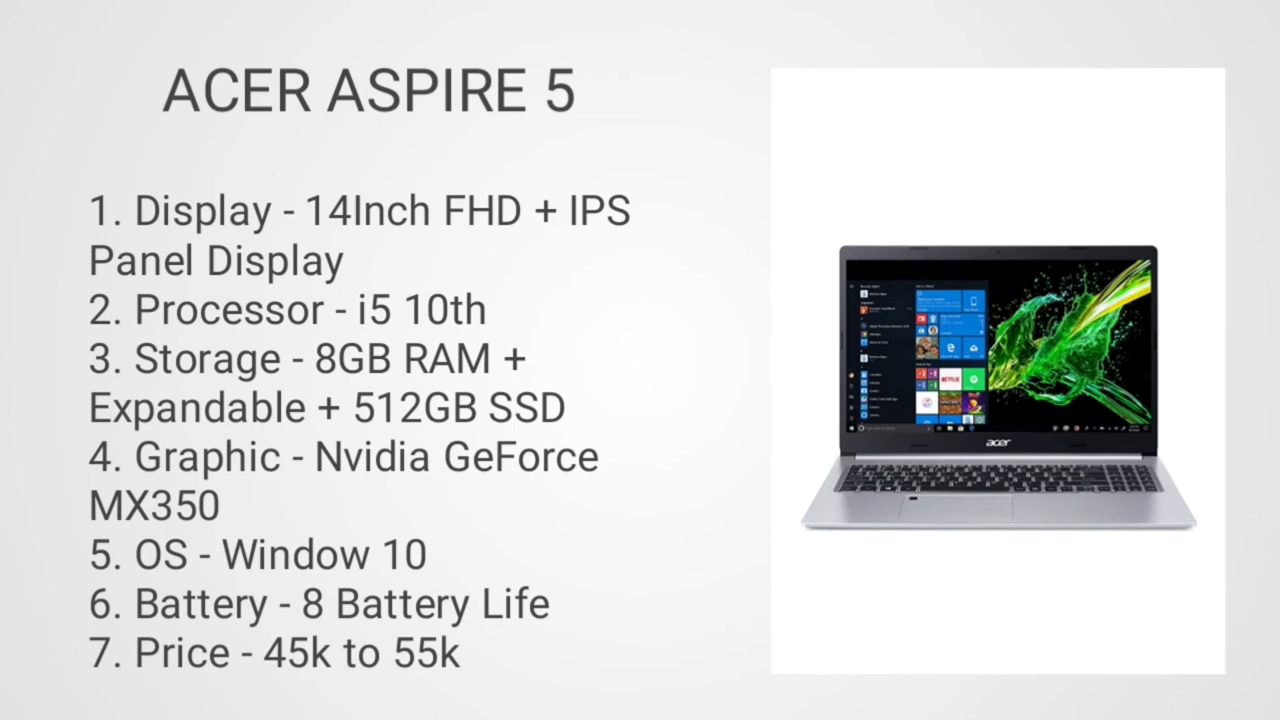 ACER ASPIRE 5
1. Display - 14Inch FHD + IPS
Panel Display
2. Processor - i5 10th
3. Storage - 8GB RAM +
Expandable + 512GB SSD
4. Graphic - Nvidia GeForce
MX350
5. OS - Window 10
6. Battery - 8 Battery Life
7. Price - 45k to 55k
NETFLIX
acer